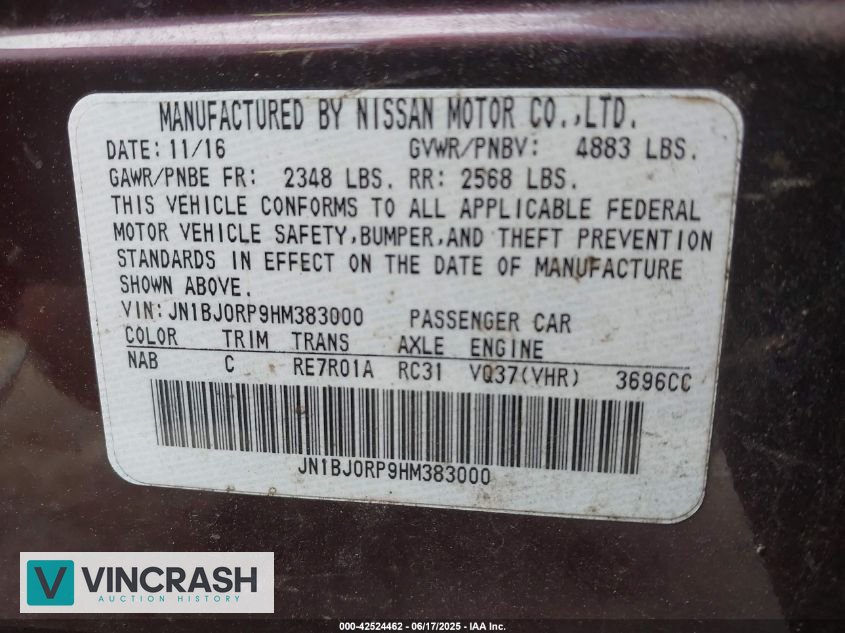 MANUFACTURED BY NISSAN MOTOR CO.,LTD.
DATE: 11/16 GVWR/PNBV: 4883 LBS.
GAWR/PNBE FR: 2348 LBS. RR: 2568 LBS.
THIS VEHICLE CONFORMS TO ALL APPLICABLE FEDERAL
MOTOR VEHICLE SAFETY,BUMPER,AND THEFT PREVENTION
STANDARDS IN EFFECT ON THE DATE OF MANUFACTURE
SHOWN ABOVE.
VIN:JN1BJ0RP9HM383000 PASSENGER CAR
COLOR TRIM TRANS AXLE ENGINE
NAB C RE7R01A RC31 VQ37(VHR) 3696CC
JN1BJ0RP9HM383000
VINCRASH
AUCTION HISTORY
000-42524462 - 06/17/2025 - IAA Inc.